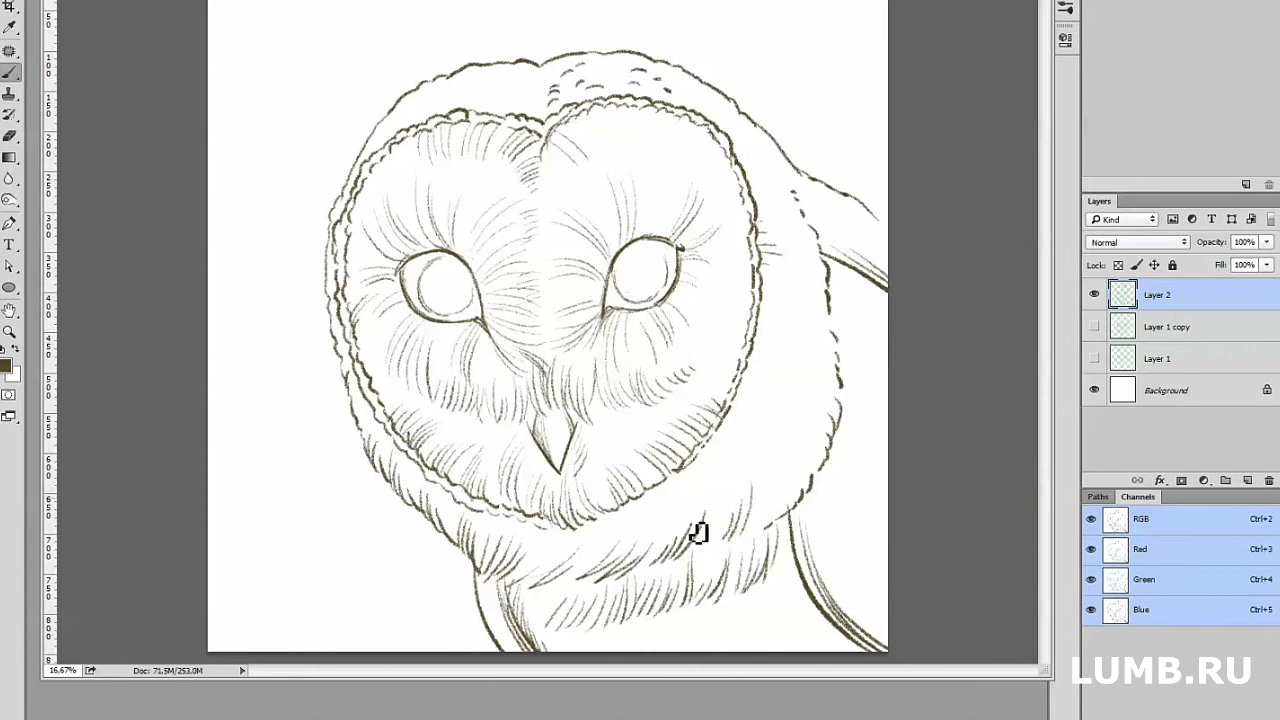 Layers
Kind
Normal
Opacity: 100%
Lock:
100%
Layer 2
Layer 1 copy
Layer 1
Background
fx
Paths
Channels
RGB Ctrl+2
Red Ctrl+3
Green Ctrl+4
Blue Ctrl+5
16,67%
Doc: 71,5M/253,0M
LUMB.RU